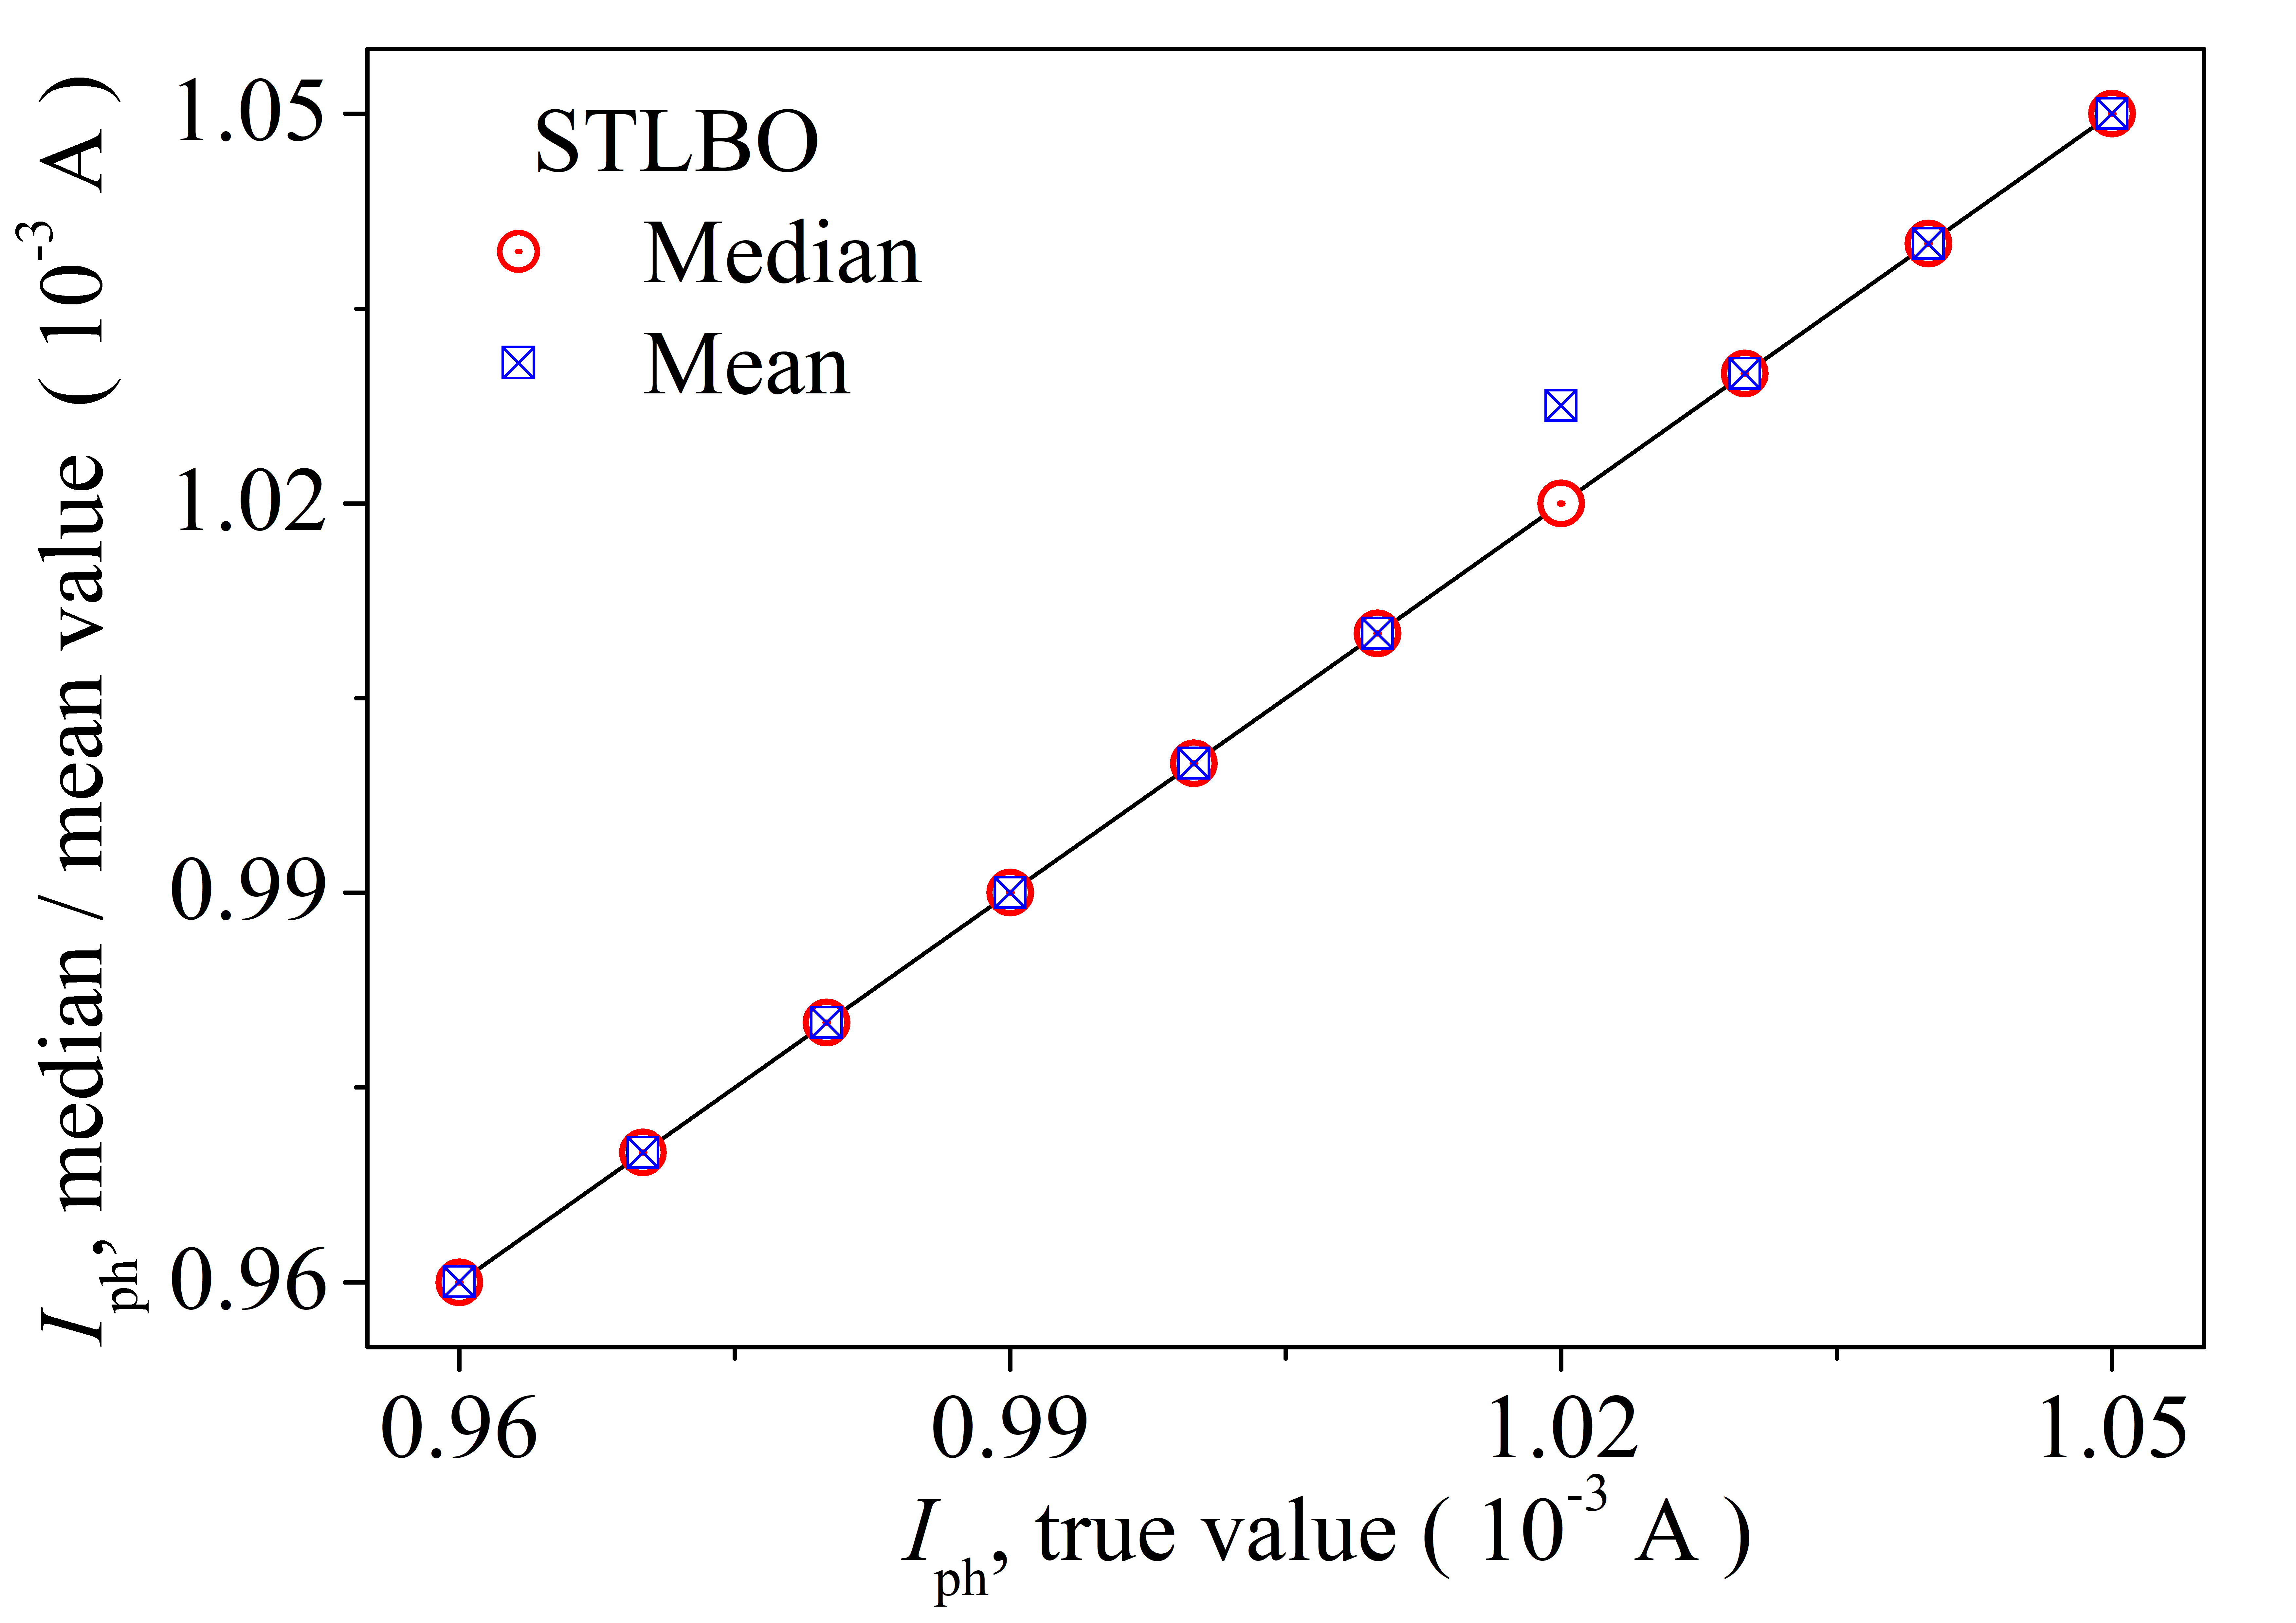 STLBO
Median
Mean
I_ph, median / mean value ( 10^-3 A )
1.05
1.02
0.99
0.96
0.96 0.99 1.02 1.05
I_ph, true value ( 10^-3 A )